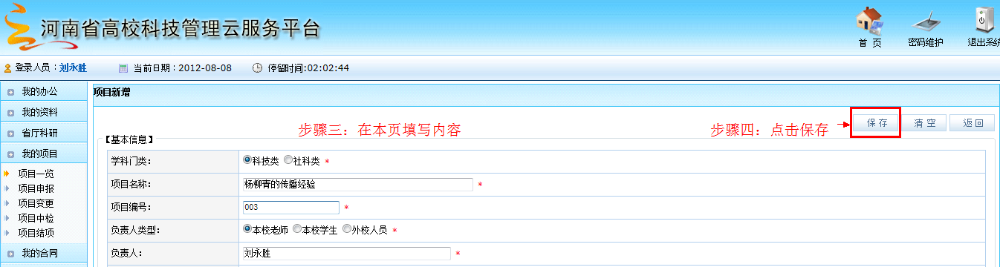 河南省高校科技管理云服务平台
首 页 密码维护 退出系统
登录人员：刘永胜 当前日期：2012-08-08 停留时间:02:02:44
我的办公
我的资料
省厅科研
我的项目
项目一览
项目申报
项目变更
项目中检
项目结项
我的合同
项目新增
步骤三：在本页填写内容 步骤四：点击保存 保 存 清 空 返 回
【基本信息】
学科门类： 科技类 社科类 *
项目名称： 杨柳青的传播经验 *
项目编号： 003 *
负责人类型： 本校老师 本校学生 外校人员 *
负责人： 刘永胜 *